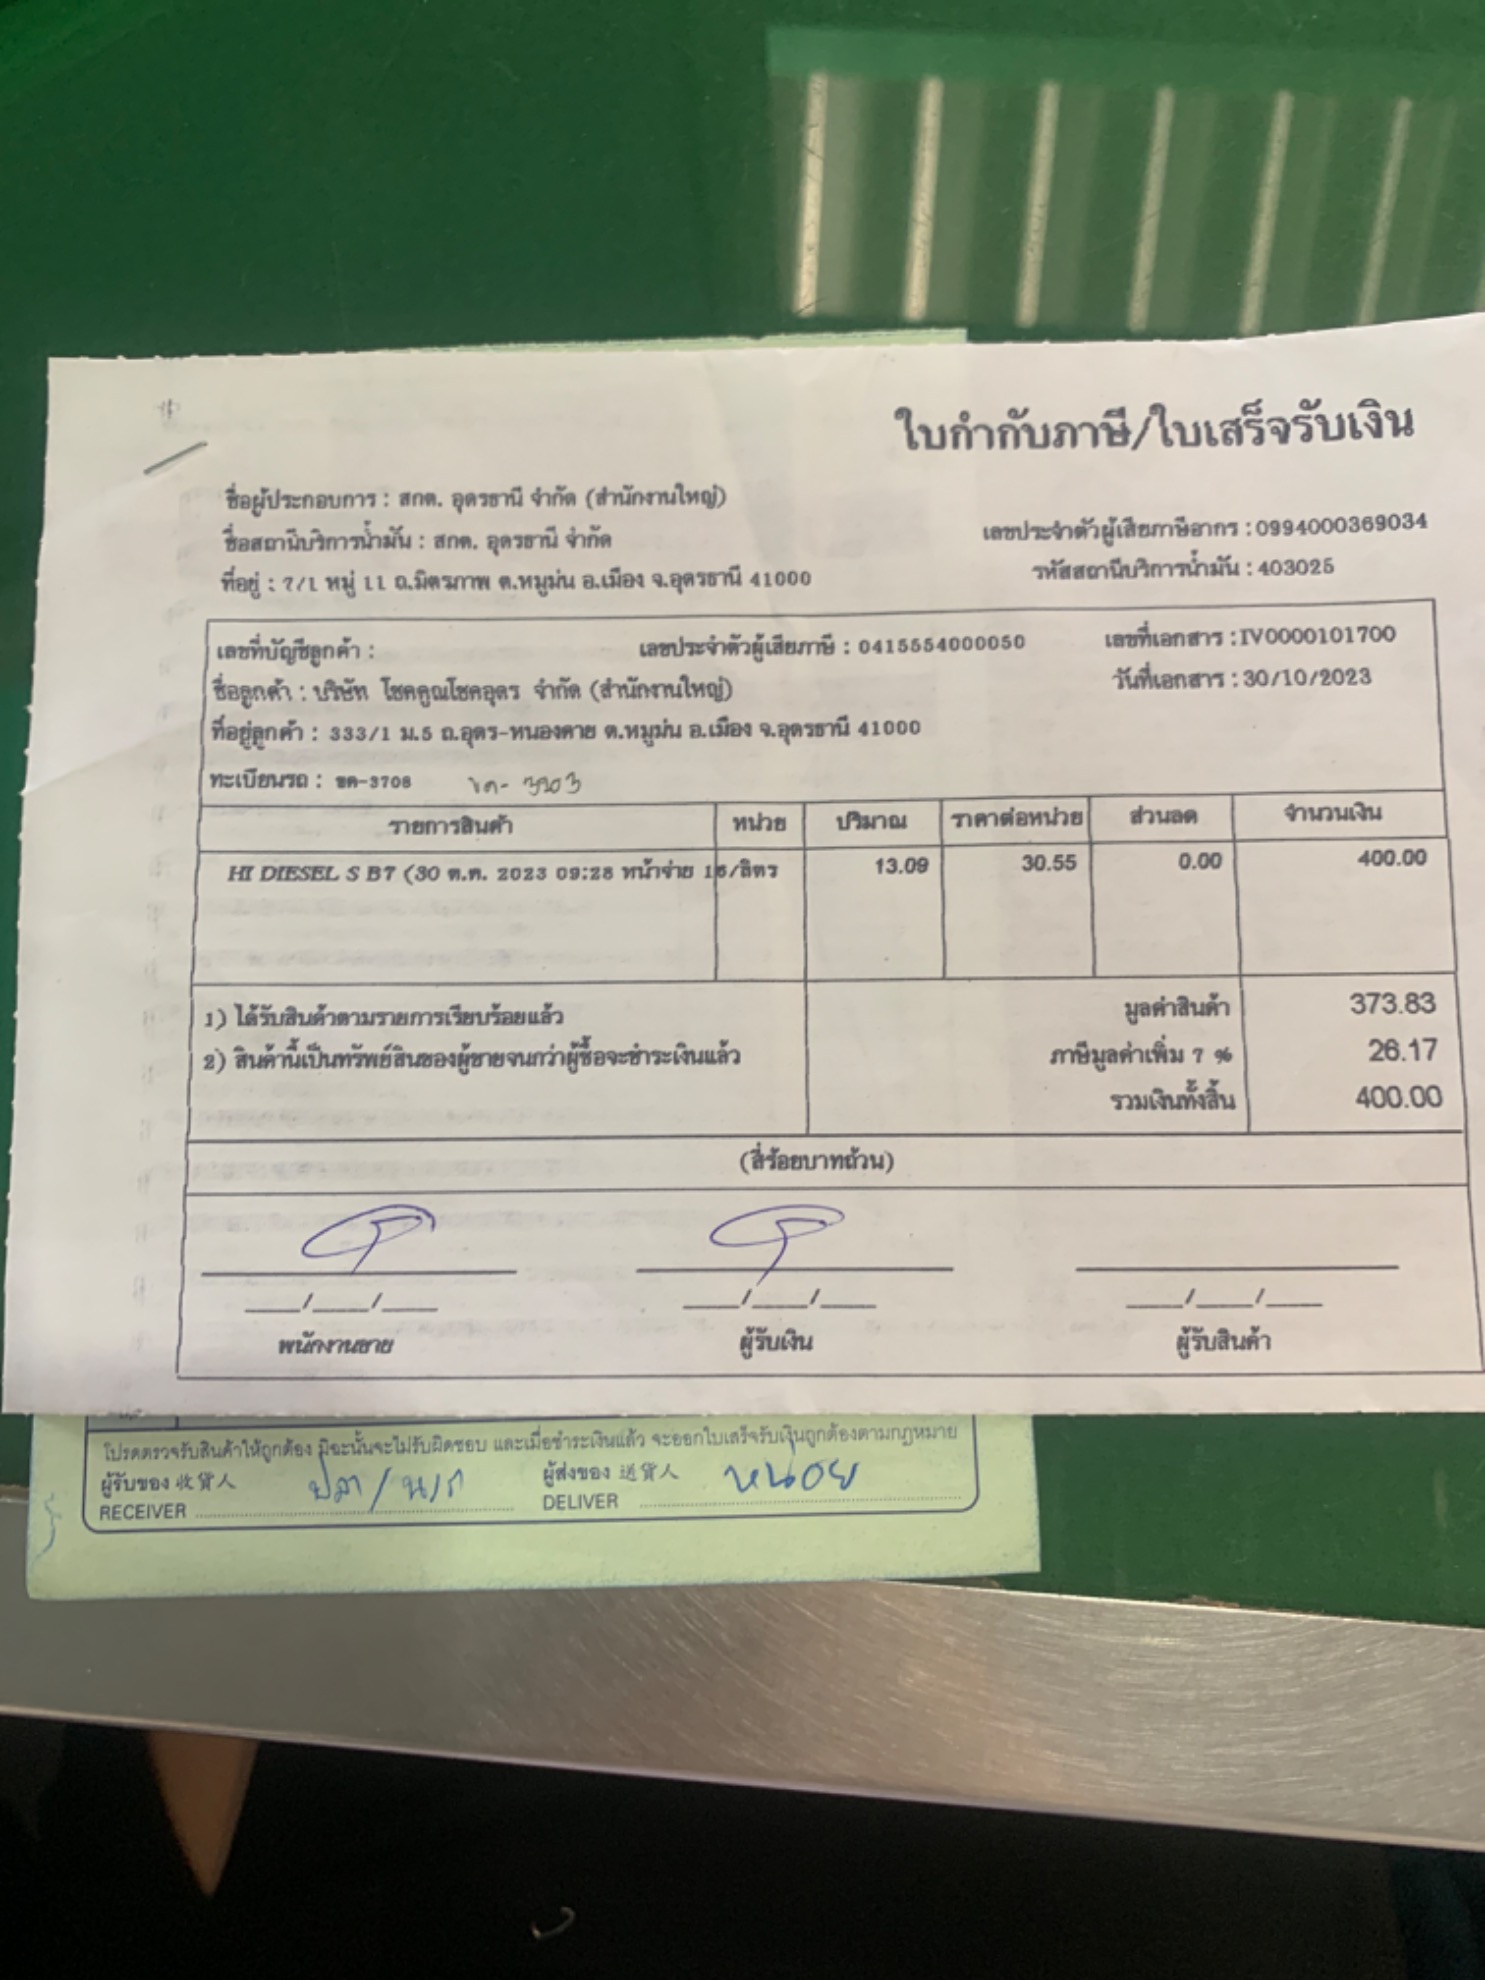 ใบกำกับภาษี/ใบเสร็จรับเงิน
ชื่อผู้ประกอบการ : สกต. อุดรธานี จำกัด (สำนักงานใหญ่)
ชื่อสถานีบริการน้ำมัน : สกต. อุดรธานี จำกัด เลขประจำตัวผู้เสียภาษีอากร : 0994000369034
ที่อยู่ : 7/1 หมู่ 11 ถ.มิตรภาพ ต.หมูม่น อ.เมือง จ.อุดรธานี 41000 รหัสสถานีบริการน้ำมัน : 403025
เลขที่บัญชีลูกค้า : เลขประจำตัวผู้เสียภาษี : 0415554000050 เลขที่เอกสาร : IV0000101700
ชื่อลูกค้า : บริษัท โชคคูณโชคอุดร จำกัด (สำนักงานใหญ่) วันที่เอกสาร : 30/10/2023
ที่อยู่ลูกค้า : 333/1 ม.5 ถ.อุดร-หนองคาย ต.หมูม่น อ.เมือง จ.อุดรธานี 41000
ทะเบียนรถ : ขค-3708
รายการสินค้า หน่วย ปริมาณ ราคาต่อหน่วย ส่วนลด จำนวนเงิน
HI DIESEL S B7 (30 ต.ค. 2023 09:28 หน้าจ่าย 16/ลิตร 13.09 30.55 0.00 400.00
1) ได้รับสินค้าตามรายการเรียบร้อยแล้ว มูลค่าสินค้า 373.83
2) สินค้านี้เป็นทรัพย์สินของผู้ขายจนกว่าผู้ซื้อจะชำระเงินแล้ว ภาษีมูลค่าเพิ่ม 7 % 26.17
รวมเงินทั้งสิ้น 400.00
(สี่ร้อยบาทถ้วน)
___/___/___ ___/___/___ ___/___/___
พนักงานขาย ผู้รับเงิน ผู้รับสินค้า
โปรดตรวจรับสินค้าให้ถูกต้อง มิฉะนั้นจะไม่รับผิดชอบ และเมื่อชำระเงินแล้ว จะออกใบเสร็จรับเงินถูกต้องตามกฎหมาย
ผู้รับของ 收貨人 ปลา ผู้ส่งของ 送貨人 หน่อย
RECEIVER DELIVER